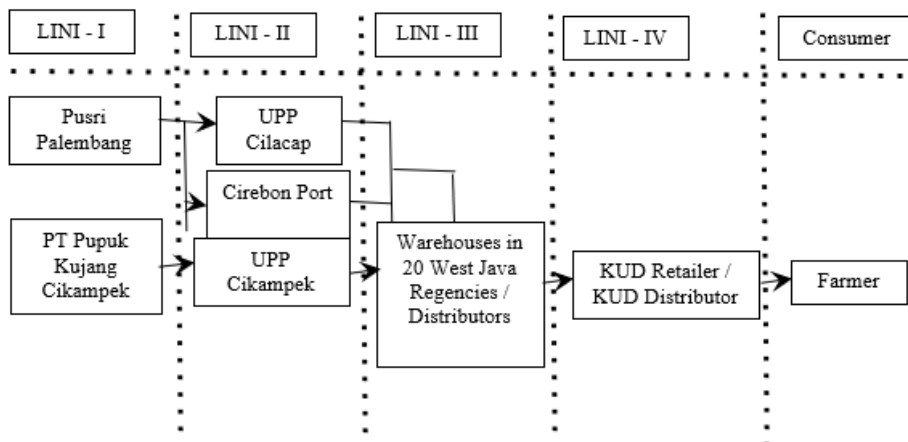 LINI - I
LINI - II
LINI - III
LINI - IV
Consumer
Pusri
Palembang
UPP
Cilacap
Cirebon Port
PT Pupuk
Kujang
Cikampek
UPP
Cikampek
Warehouses in
20 West Java
Regencies /
Distributors
KUD Retailer /
KUD Distributor
Farmer